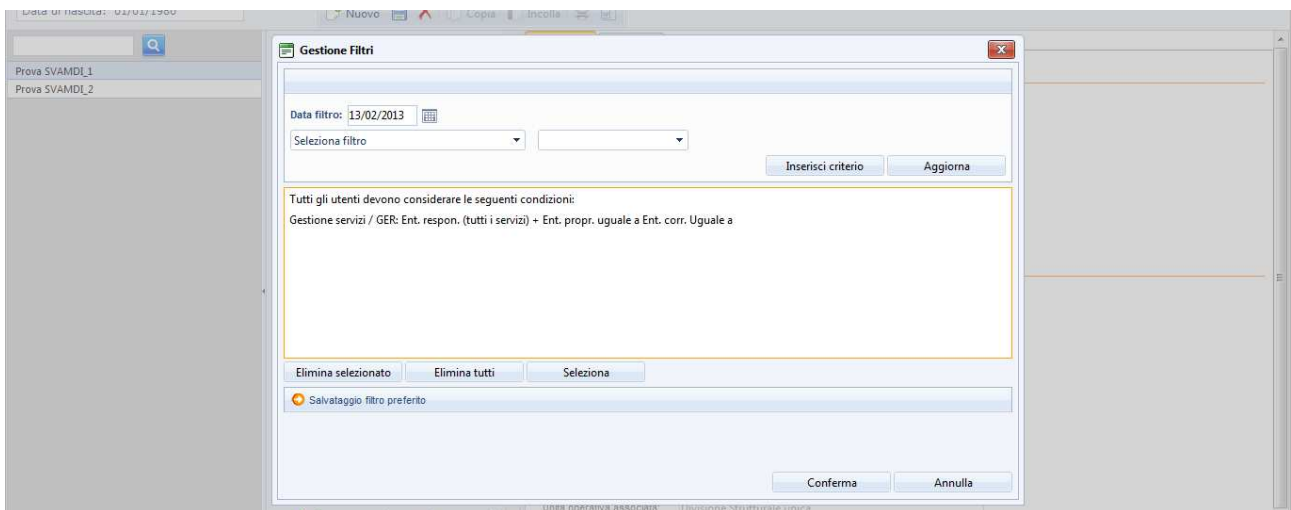 Data di nascita: 01/01/1980
Nuovo Copia Incolla
Gestione Filtri
Prova SVAMDI_1
Prova SVAMDI_2
Data filtro: 13/02/2013
Seleziona filtro
Inserisci criterio Aggiorna
Tutti gli utenti devono considerare le seguenti condizioni:
Gestione servizi / GER: Ent. respon. (tutti i servizi) + Ent. propr. uguale a Ent. corr. Uguale a
Elimina selezionato Elimina tutti Seleziona
Salvataggio filtro preferito
Conferma Annulla
Linea operativa associata: Divisione Strutturale unica